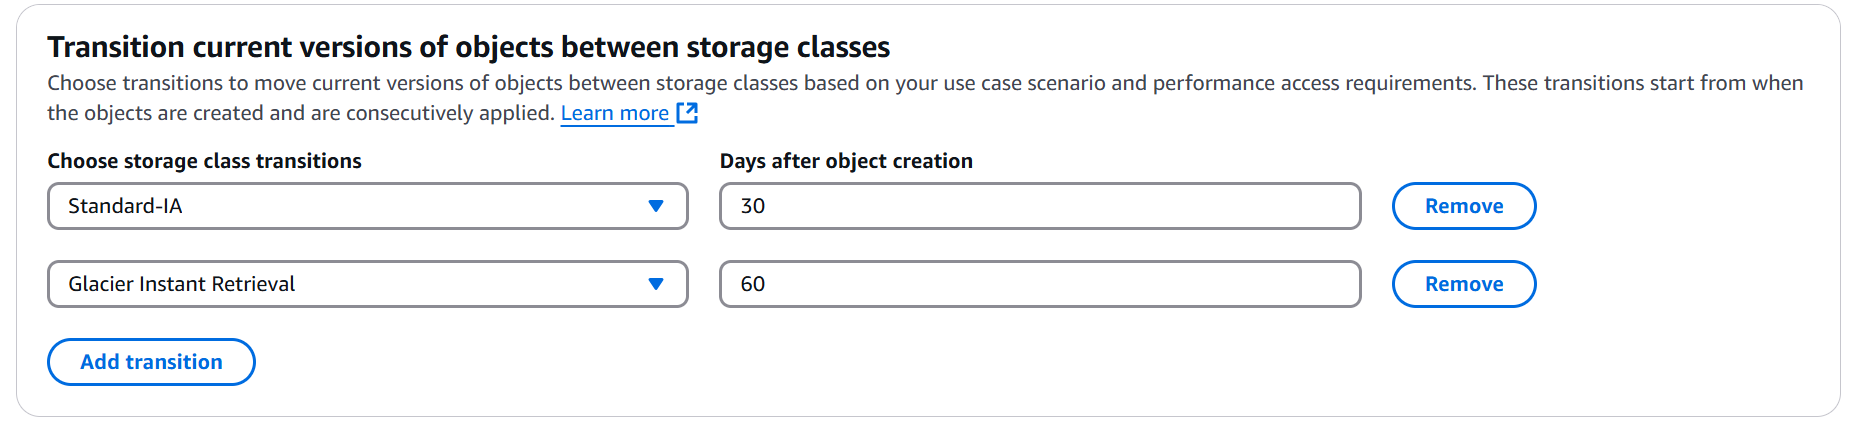 Transition current versions of objects between storage classes
Choose transitions to move current versions of objects between storage classes based on your use case scenario and performance access requirements. These transitions start from when
the objects are created and are consecutively applied. Learn more
Choose storage class transitions
Days after object creation
Standard-IA
30
Remove
Glacier Instant Retrieval
60
Remove
Add transition